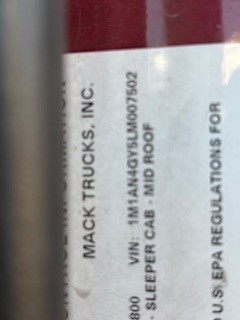 MACK TRUCKS, INC.
800 VIN: 1M1AN4GY5LM007502
- SLEEPER CAB - MID ROOF
U.S. EPA REGULATIONS FOR